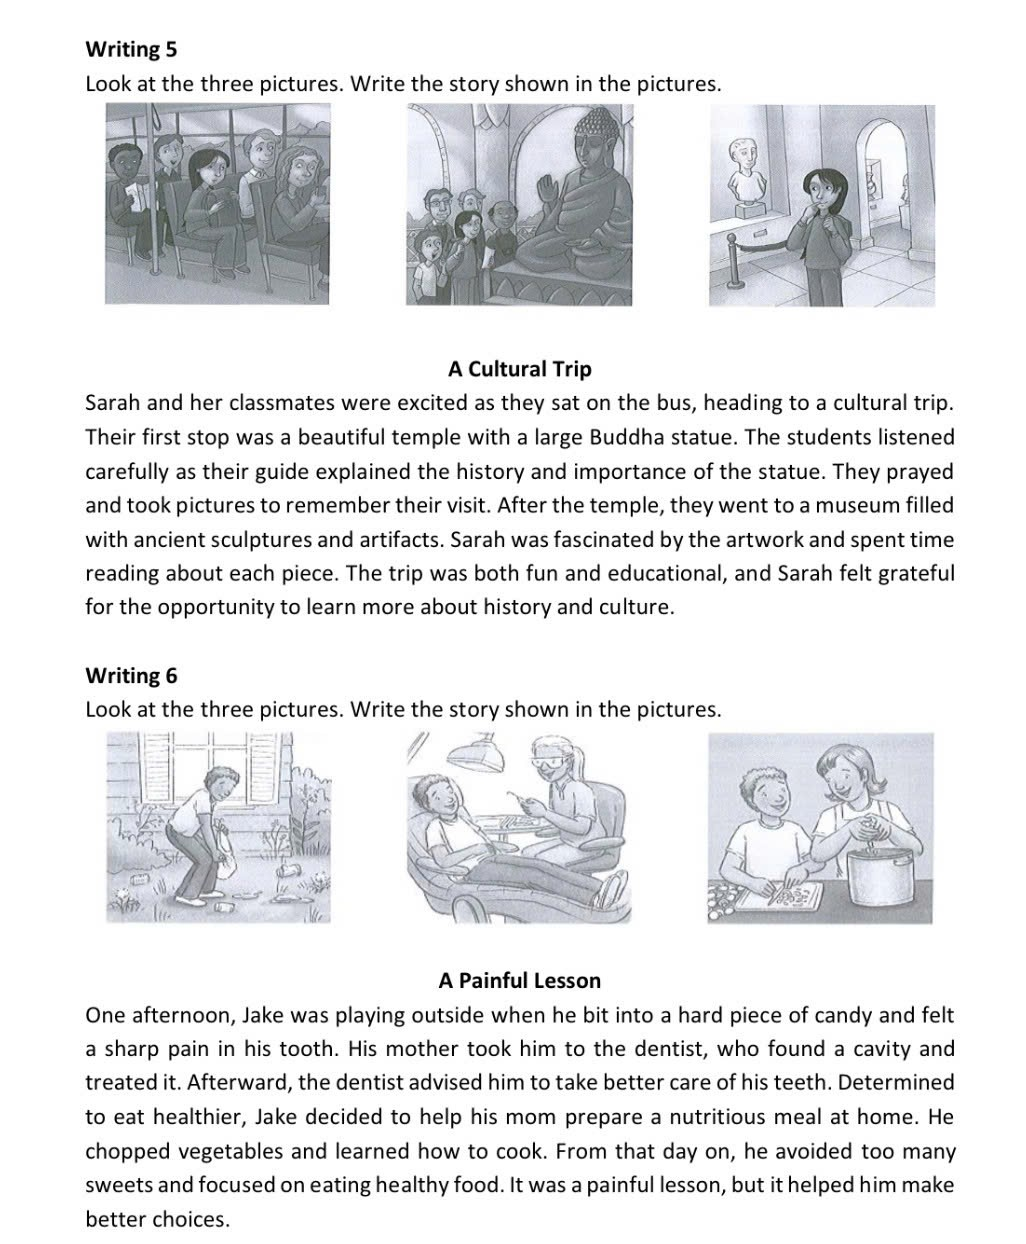 Writing 5
Look at the three pictures. Write the story shown in the pictures.
A Cultural Trip
Sarah and her classmates were excited as they sat on the bus, heading to a cultural trip.
Their first stop was a beautiful temple with a large Buddha statue. The students listened
carefully as their guide explained the history and importance of the statue. They prayed
and took pictures to remember their visit. After the temple, they went to a museum filled
with ancient sculptures and artifacts. Sarah was fascinated by the artwork and spent time
reading about each piece. The trip was both fun and educational, and Sarah felt grateful
for the opportunity to learn more about history and culture.
Writing 6
Look at the three pictures. Write the story shown in the pictures.
A Painful Lesson
One afternoon, Jake was playing outside when he bit into a hard piece of candy and felt
a sharp pain in his tooth. His mother took him to the dentist, who found a cavity and
treated it. Afterward, the dentist advised him to take better care of his teeth. Determined
to eat healthier, Jake decided to help his mom prepare a nutritious meal at home. He
chopped vegetables and learned how to cook. From that day on, he avoided too many
sweets and focused on eating healthy food. It was a painful lesson, but it helped him make
better choices.